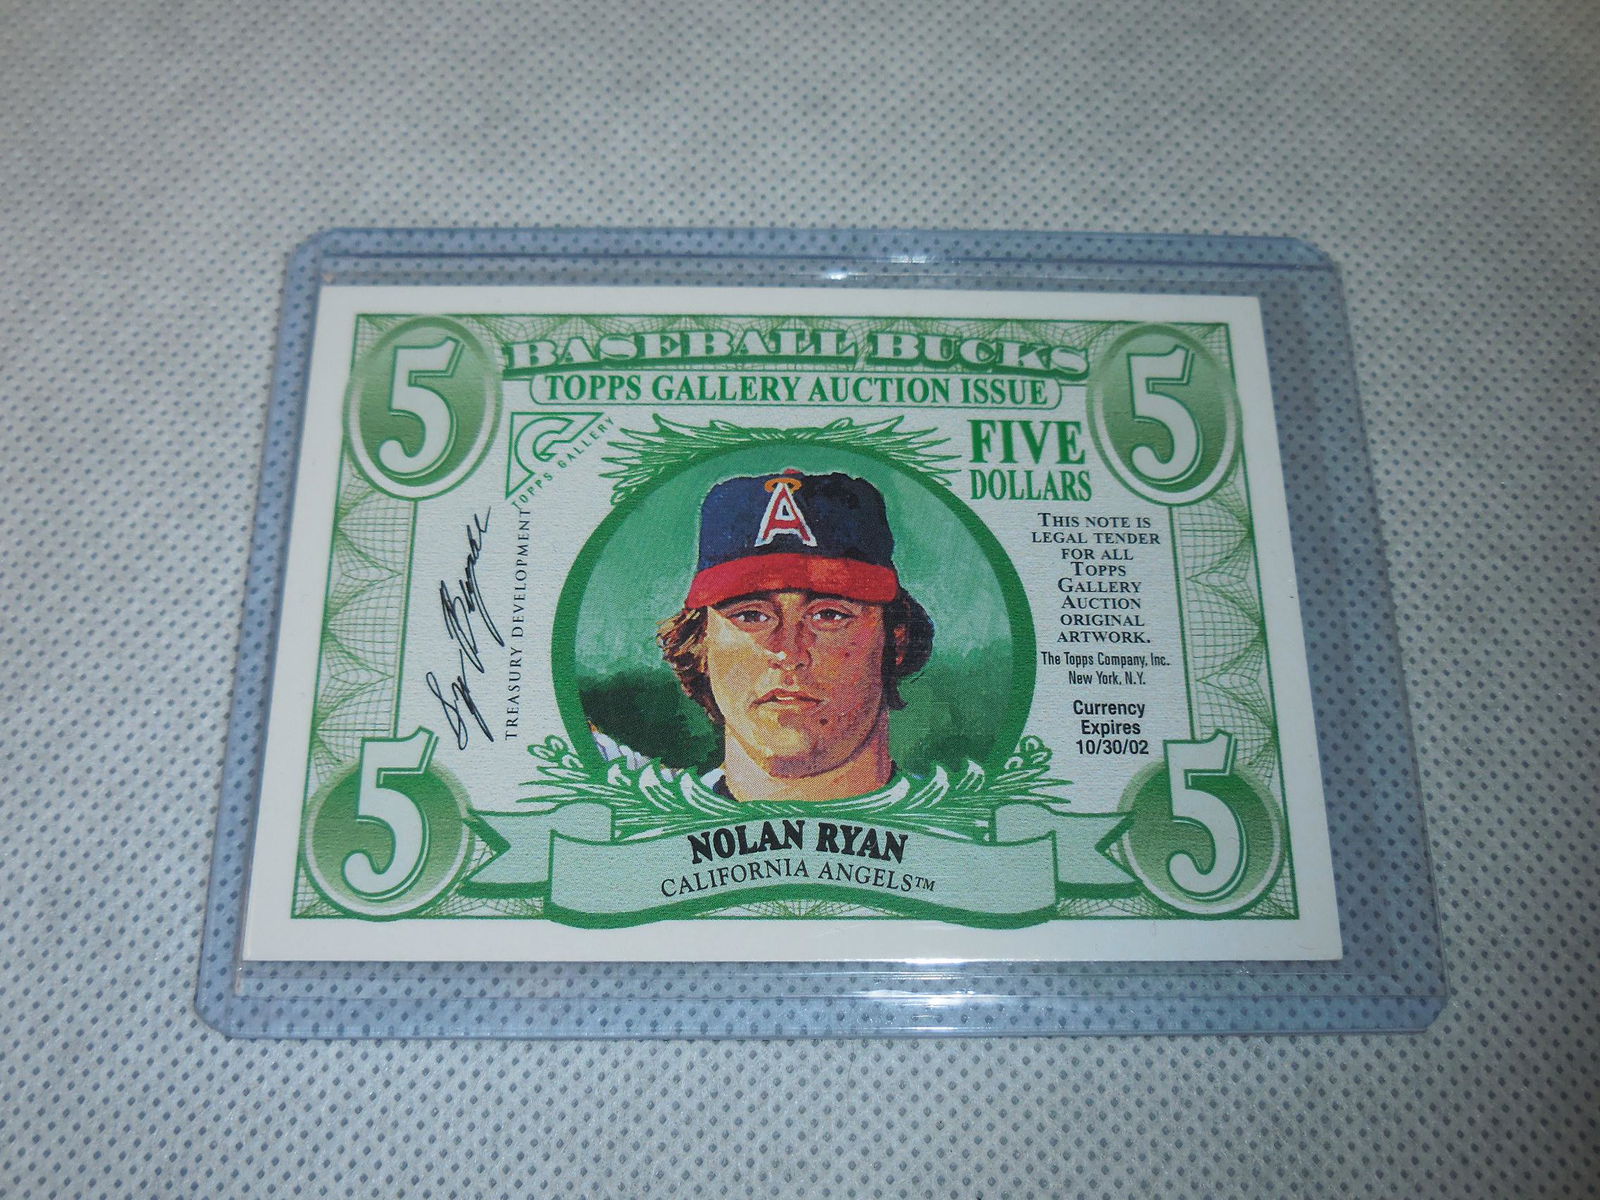 5
BASEBALL BUCKS
5
TOPPS GALLERY AUCTION ISSUE
G
TOPPS GALLERY
FIVE
DOLLARS
A
TREASURY DEVELOPMENT
THIS NOTE IS
LEGAL TENDER
FOR ALL
TOPPS
GALLERY
AUCTION
ORIGINAL
ARTWORK.
The Topps Company, Inc.
New York, N.Y.
Currency
Expires
10/30/02
5
5
NOLAN RYAN
CALIFORNIA ANGELS™